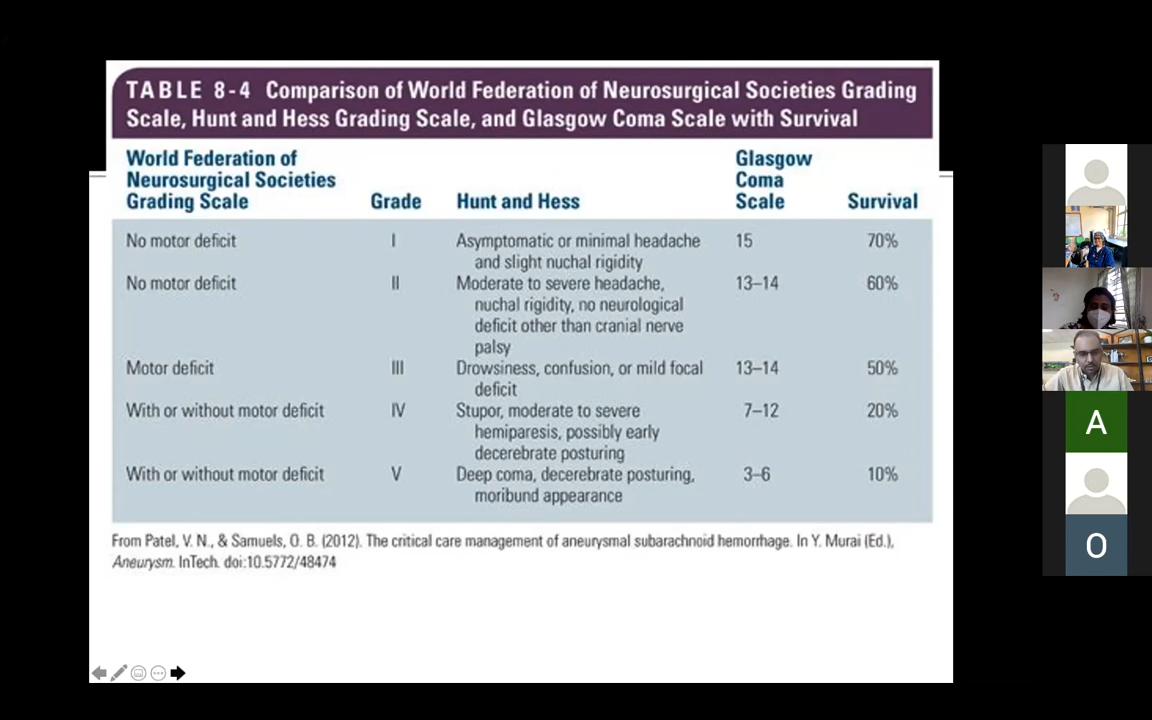 TABLE 8-4 Comparison of World Federation of Neurosurgical Societies Grading
Scale, Hunt and Hess Grading Scale, and Glasgow Coma Scale with Survival
World Federation of
Neurosurgical Societies
Grading Scale
Grade
Hunt and Hess
Glasgow
Coma
Scale
Survival
No motor deficit I Asymptomatic or minimal headache 15 70%
and slight nuchal rigidity
No motor deficit II Moderate to severe headache, 13–14 60%
nuchal rigidity, no neurological
deficit other than cranial nerve
palsy
Motor deficit III Drowsiness, confusion, or mild focal 13–14 50%
deficit
With or without motor deficit IV Stupor, moderate to severe 7–12 20%
hemiparesis, possibly early
decerebrate posturing
With or without motor deficit V Deep coma, decerebrate posturing, 3–6 10%
moribund appearance
From Patel, V. N., & Samuels, O. B. (2012). The critical care management of aneurysmal subarachnoid hemorrhage. In Y. Murai (Ed.),
Aneurysm. InTech. doi:10.5772/48474
A
O